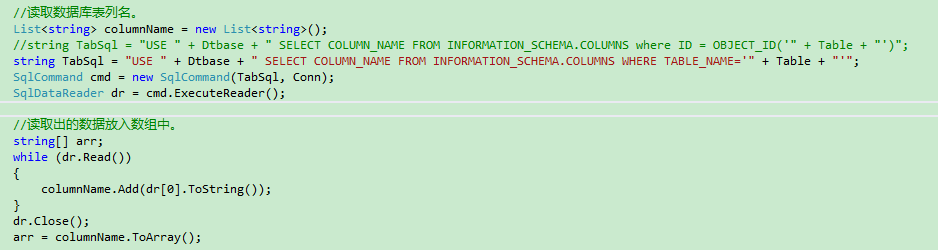 //读取数据库表列名。
List<string> columnName = new List<string>();
//string TabSql = "USE " + Dtbase + " SELECT COLUMN_NAME FROM INFORMATION_SCHEMA.COLUMNS where ID = OBJECT_ID('" + Table + "')";
string TabSql = "USE " + Dtbase + " SELECT COLUMN_NAME FROM INFORMATION_SCHEMA.COLUMNS WHERE TABLE_NAME='" + Table + "'";
SqlCommand cmd = new SqlCommand(TabSql, Conn);
SqlDataReader dr = cmd.ExecuteReader();
//读取出的数据放入数组中。
string[] arr;
while (dr.Read())
{
    columnName.Add(dr[0].ToString());
}
dr.Close();
arr = columnName.ToArray();